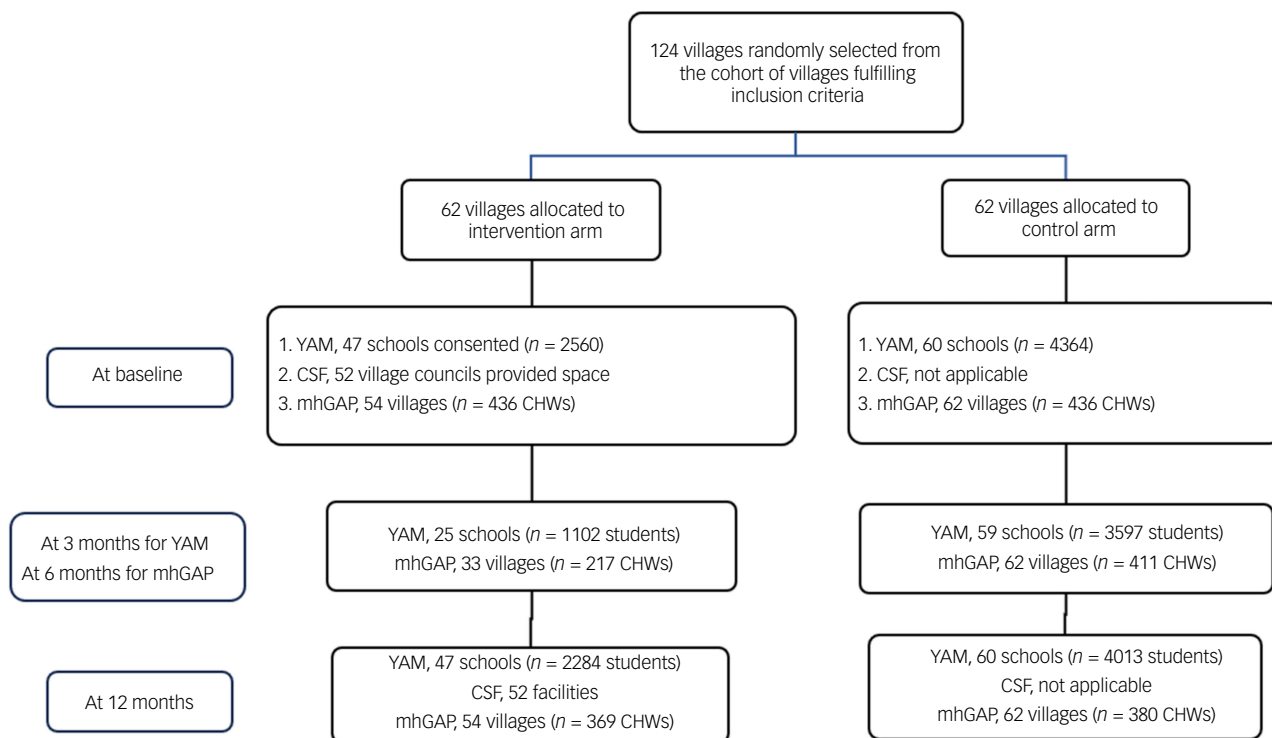 124 villages randomly selected from
the cohort of villages fulfilling
inclusion criteria
62 villages allocated to
intervention arm
62 villages allocated to
control arm
At baseline
1. YAM, 47 schools consented (n = 2560)
2. CSF, 52 village councils provided space
3. mhGAP, 54 villages (n = 436 CHWs)
1. YAM, 60 schools (n = 4364)
2. CSF, not applicable
3. mhGAP, 62 villages (n = 436 CHWs)
At 3 months for YAM
At 6 months for mhGAP
YAM, 25 schools (n = 1102 students)
mhGAP, 33 villages (n = 217 CHWs)
YAM, 59 schools (n = 3597 students)
mhGAP, 62 villages (n = 411 CHWs)
At 12 months
YAM, 47 schools (n = 2284 students)
CSF, 52 facilities
mhGAP, 54 villages (n = 369 CHWs)
YAM, 60 schools (n = 4013 students)
CSF, not applicable
mhGAP, 62 villages (n = 380 CHWs)